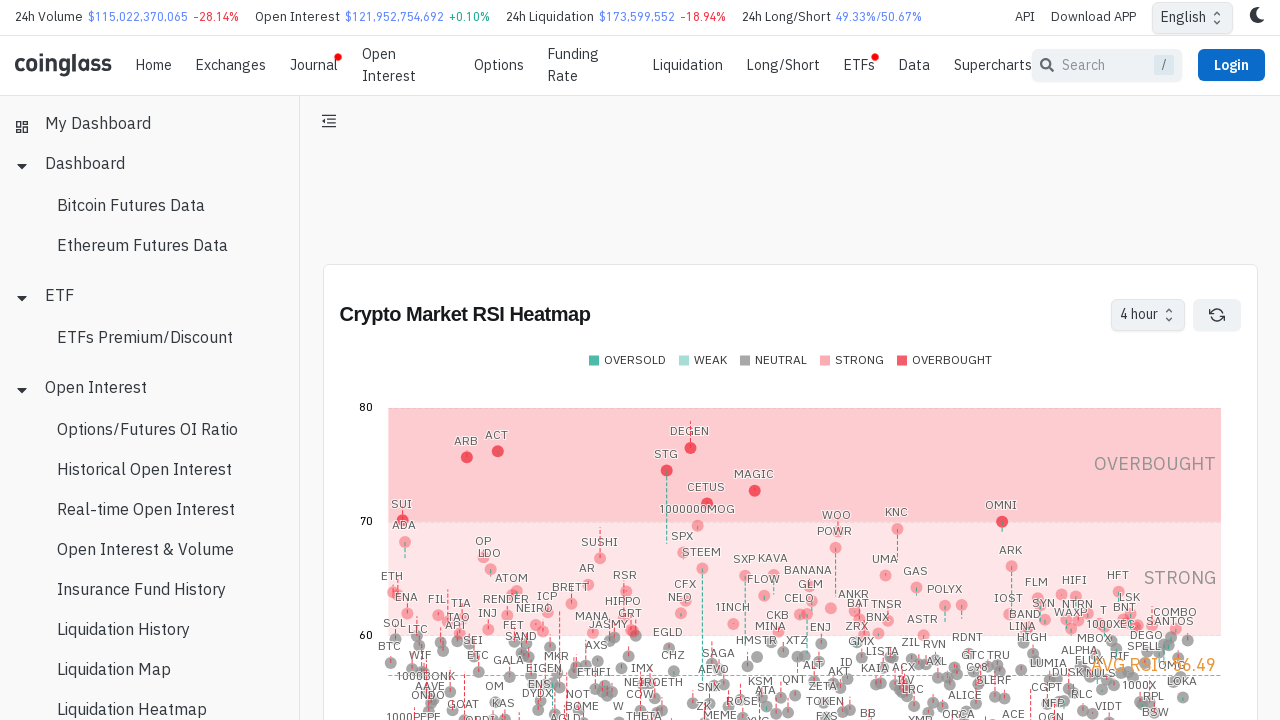 24h Volume $115,022,370,065 -28.14% Open Interest $121,952,754,692 +0.10% 24h Liquidation $173,599,552 -18.94% 24h Long/Short 49.33%/50.67% API Download APP English
coinglass Home Exchanges Journal Open Interest Options Funding Rate Liquidation Long/Short ETFs Data Supercharts Search / Login
My Dashboard
Dashboard
Bitcoin Futures Data
Ethereum Futures Data
ETF
ETFs Premium/Discount
Open Interest
Options/Futures OI Ratio
Historical Open Interest
Real-time Open Interest
Open Interest & Volume
Insurance Fund History
Liquidation History
Liquidation Map
Liquidation Heatmap
Crypto Market RSI Heatmap 4 hour
OVERSOLD WEAK NEUTRAL STRONG OVERBOUGHT
80
DEGEN
ARB ACT
STG
OVERBOUGHT
MAGIC
CETUS
SUI 1000000MOG OMNI
KNC
WOO
70
ADA
POWR
SPX
OP SUSHI
LDO STEEM
ARK
SXP KAVA UMA
AR BANANA GAS
ETH ATOM RSR FLOW FLM HIFI HFT STRONG
BRETT CFX GLM POLYX
ENA FIL TIA RENDER ICP HIPPO NEO CELO ANKR IOST SYN NTRN LSK
NEIRO 1INCH BAT TNSR BNT
INJ GRT CKB BNX BAND WAXP T COMBO
SOL API TAO FET MANA JASMY MINA ENJ ZRX ASTR LINA 1000XEC SANTOS
LTC SAND EGLD
60
SEI HMSTR XTZ GMX ZIL RVN RDNT HIGH MBOX DEGO
BTC AXS SPELL
WIF ETC GALA MKR CHZ SAGA LISTA GTC TRU ALPHA RIF
EIGEN ALT ID AXL LUMIA FLUX AVG RSI: 56.49
1000BONK ETHFI IMX AEVO KAIA ACX C98 DUSK NULS
AAVE OM ENS NEIROETH SNX KSM QNT ZETA AKT ILV SLERF CGPT 1000X LOKA
ONDO DYDX NOT COW ATA LRC ALICE RLC RPL
GOAT KAS BOME W ZK ROSE TOKEN NFP VIDT BSW
1000PEPE THETA MEME FXS BB ORCA ACE OGN